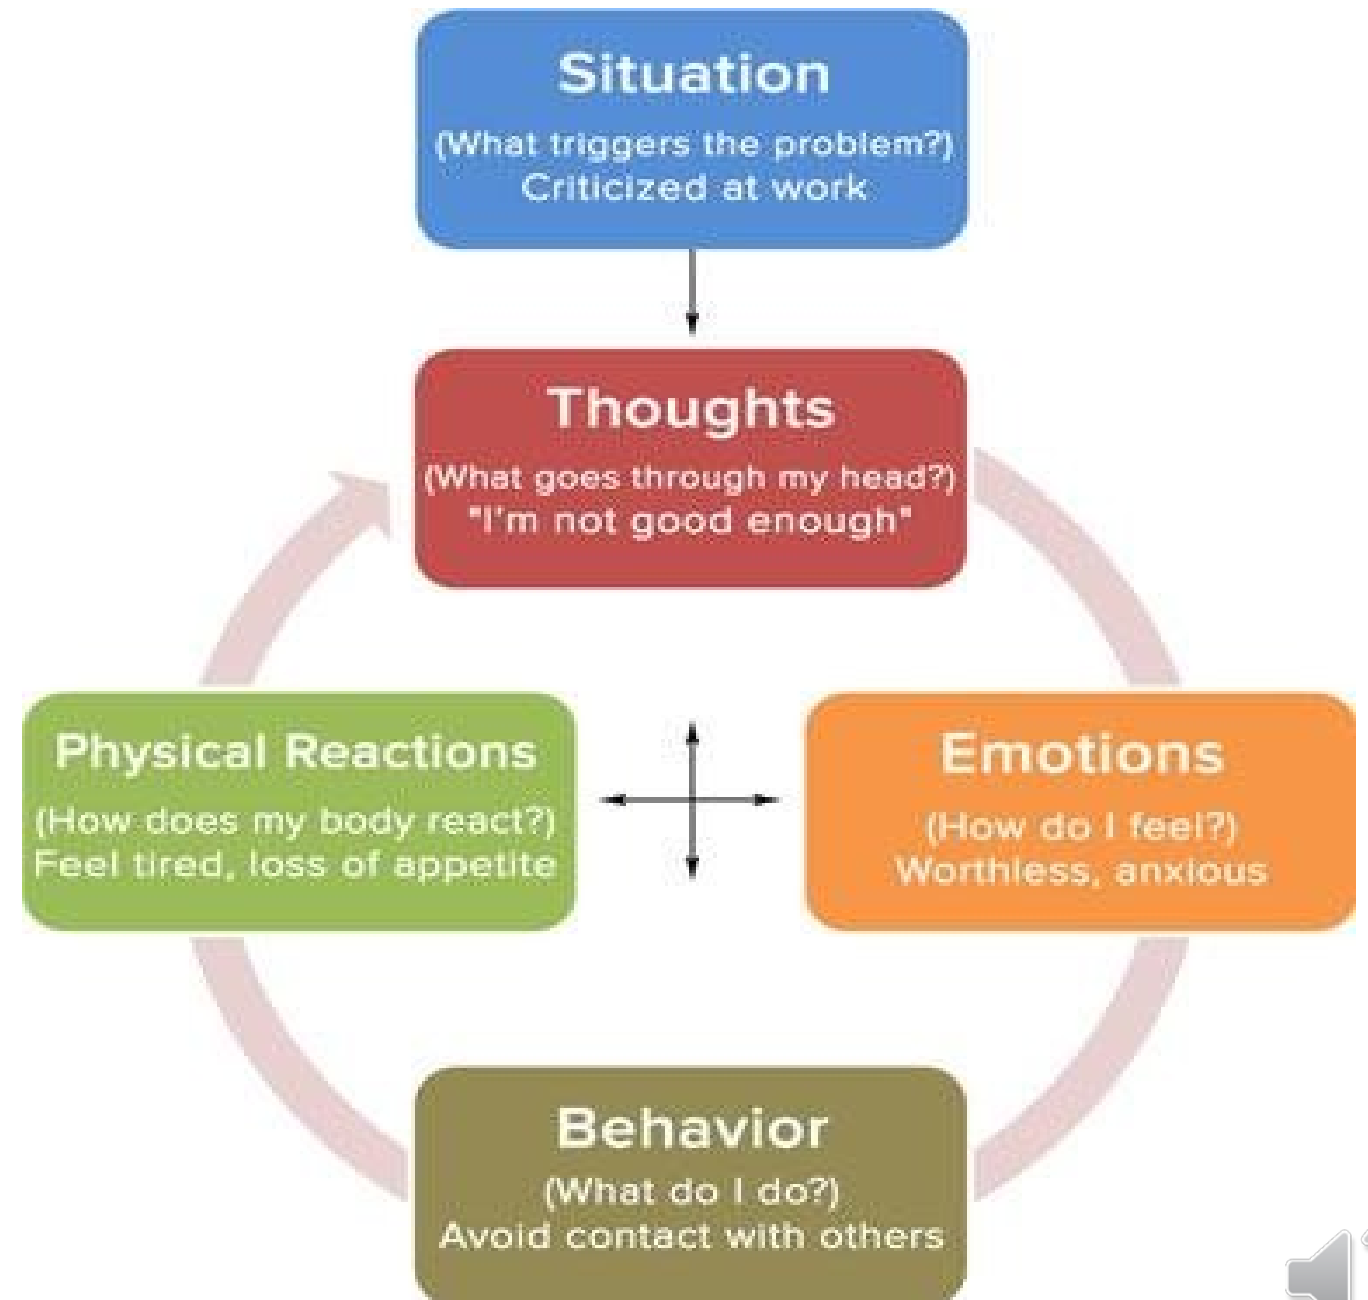 Situation
(What triggers the problem?)
Criticized at work
Thoughts
(What goes through my head?)
"I'm not good enough"
Physical Reactions
(How does my body react?)
Feel tired, loss of appetite
Emotions
(How do I feel?)
Worthless, anxious
Behavior
(What do I do?)
Avoid contact with others